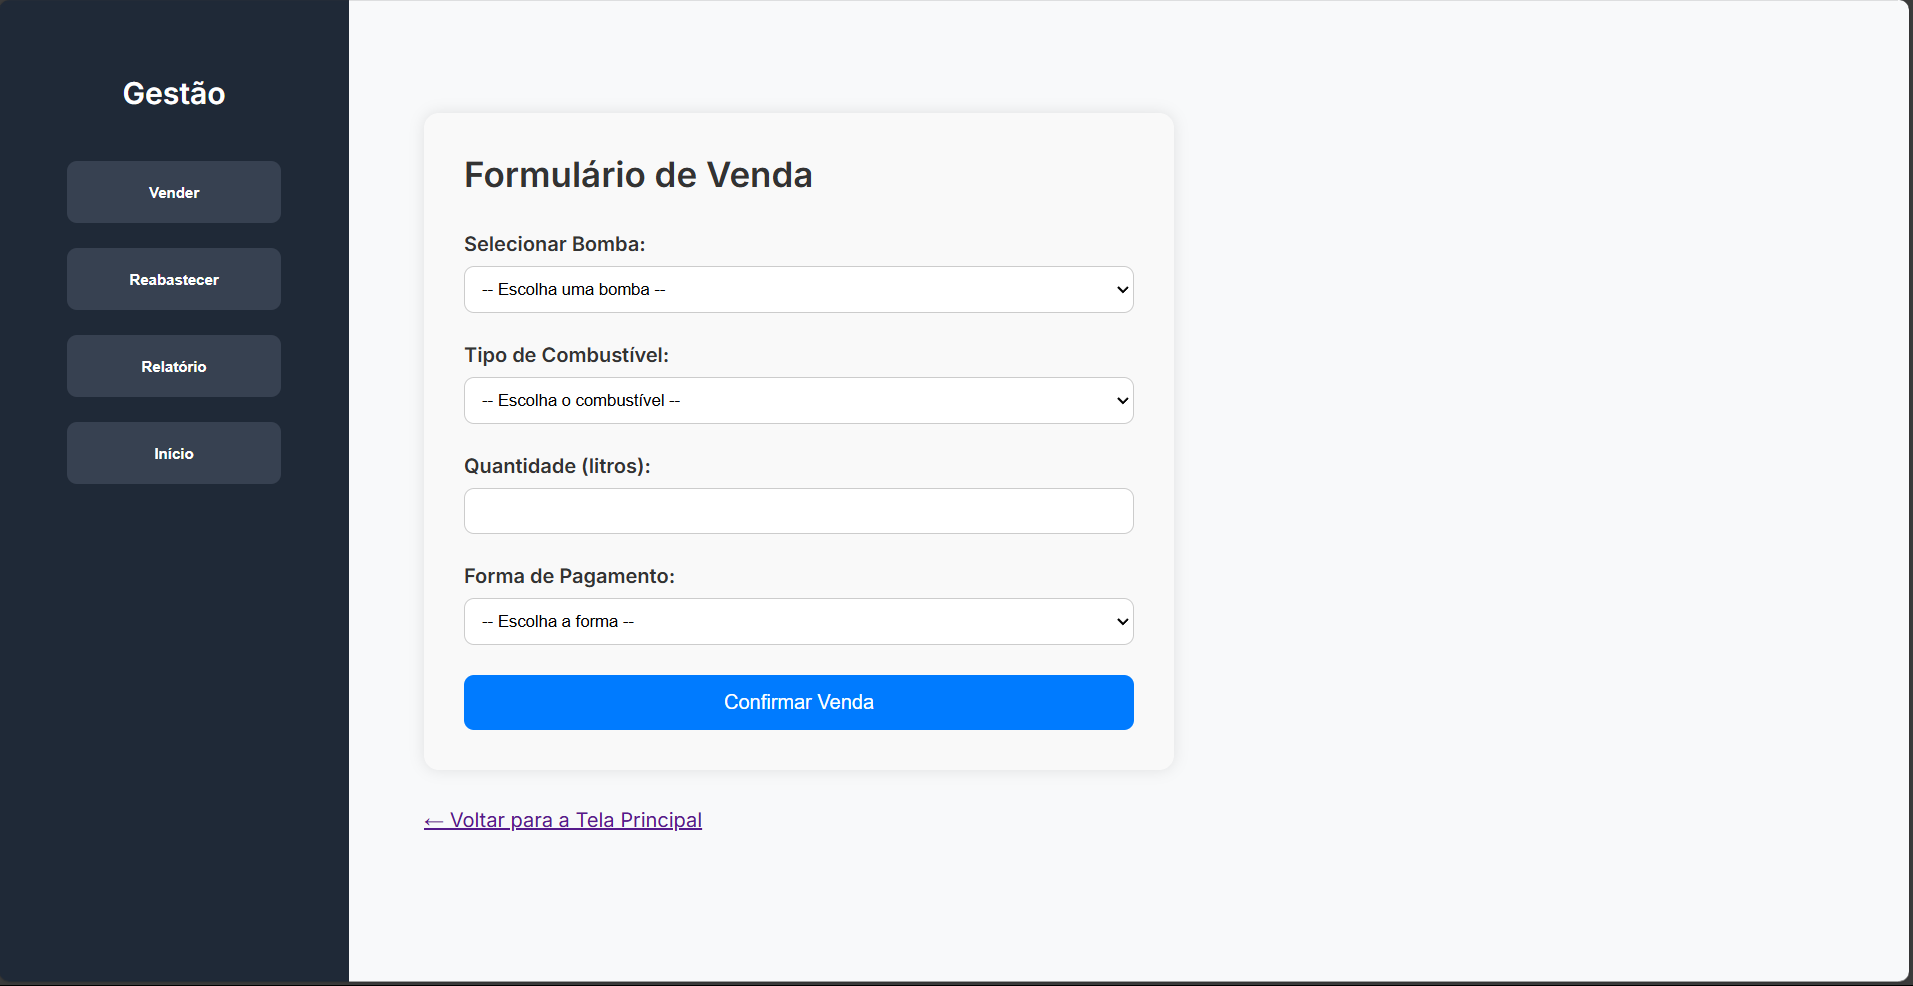 Gestão
Vender
Reabastecer
Relatório
Início
Formulário de Venda
Selecionar Bomba:
-- Escolha uma bomba --
Tipo de Combustível:
-- Escolha o combustível --
Quantidade (litros):
Forma de Pagamento:
-- Escolha a forma --
Confirmar Venda
← Voltar para a Tela Principal